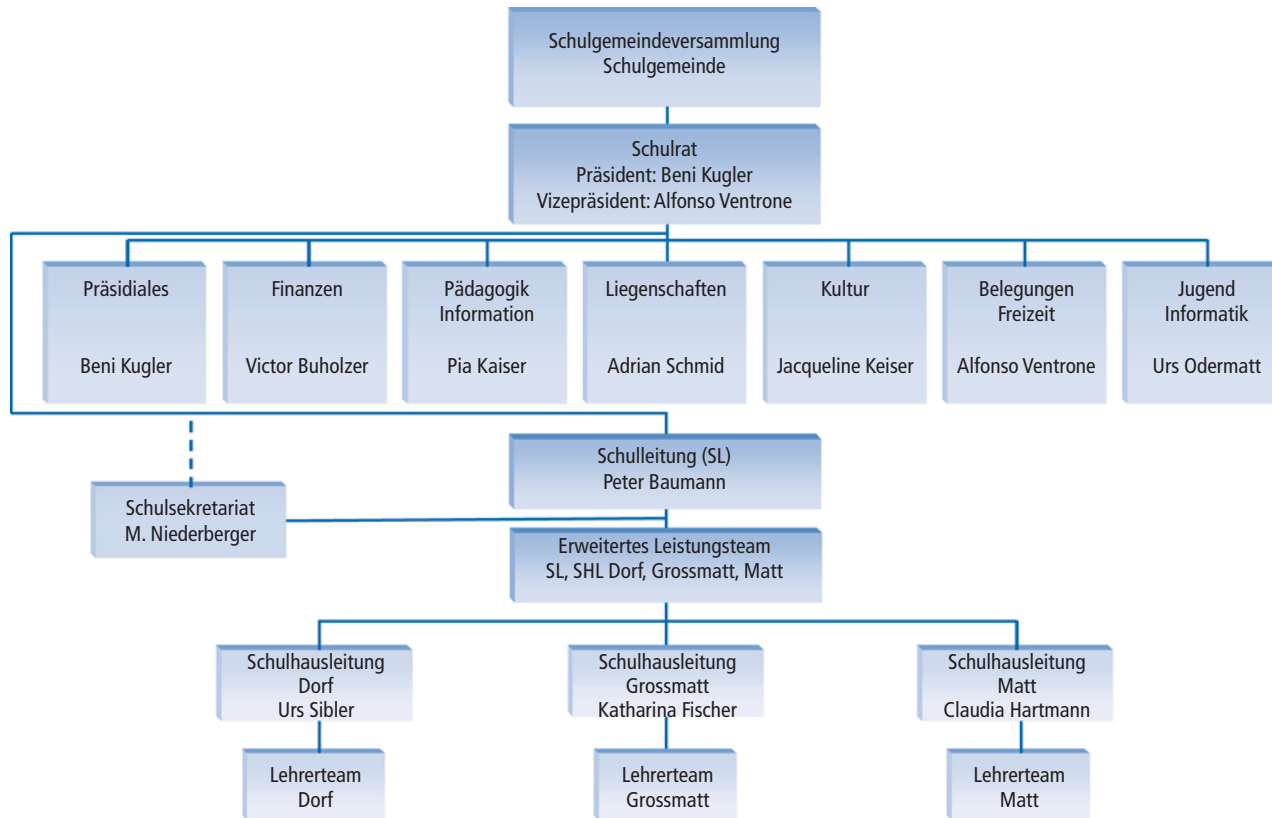 Schulgemeindeversammlung
Schulgemeinde
Schulrat
Präsident: Beni Kugler
Vizepräsident: Alfonso Ventrone
Präsidiales
Beni Kugler
Finanzen
Victor Buholzer
Pädagogik
Information
Pia Kaiser
Liegenschaften
Adrian Schmid
Kultur
Jacqueline Keiser
Belegungen
Freizeit
Alfonso Ventrone
Jugend
Informatik
Urs Odermatt
Schulleitung (SL)
Peter Baumann
Schulsekretariat
M. Niederberger
Erweitertes Leistungsteam
SL, SHL Dorf, Grossmatt, Matt
Schulhausleitung
Dorf
Urs Sibler
Schulhausleitung
Grossmatt
Katharina Fischer
Schulhausleitung
Matt
Claudia Hartmann
Lehrerteam
Dorf
Lehrerteam
Grossmatt
Lehrerteam
Matt